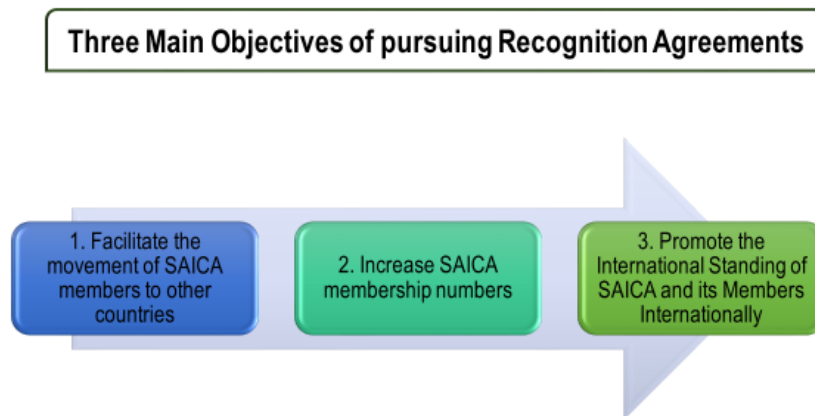 Three Main Objectives of pursuing Recognition Agreements
1. Facilitate the
movement of SAICA
members to other
countries
2. Increase SAICA
membership numbers
3. Promote the
International Standing of
SAICA and its Members
Internationally